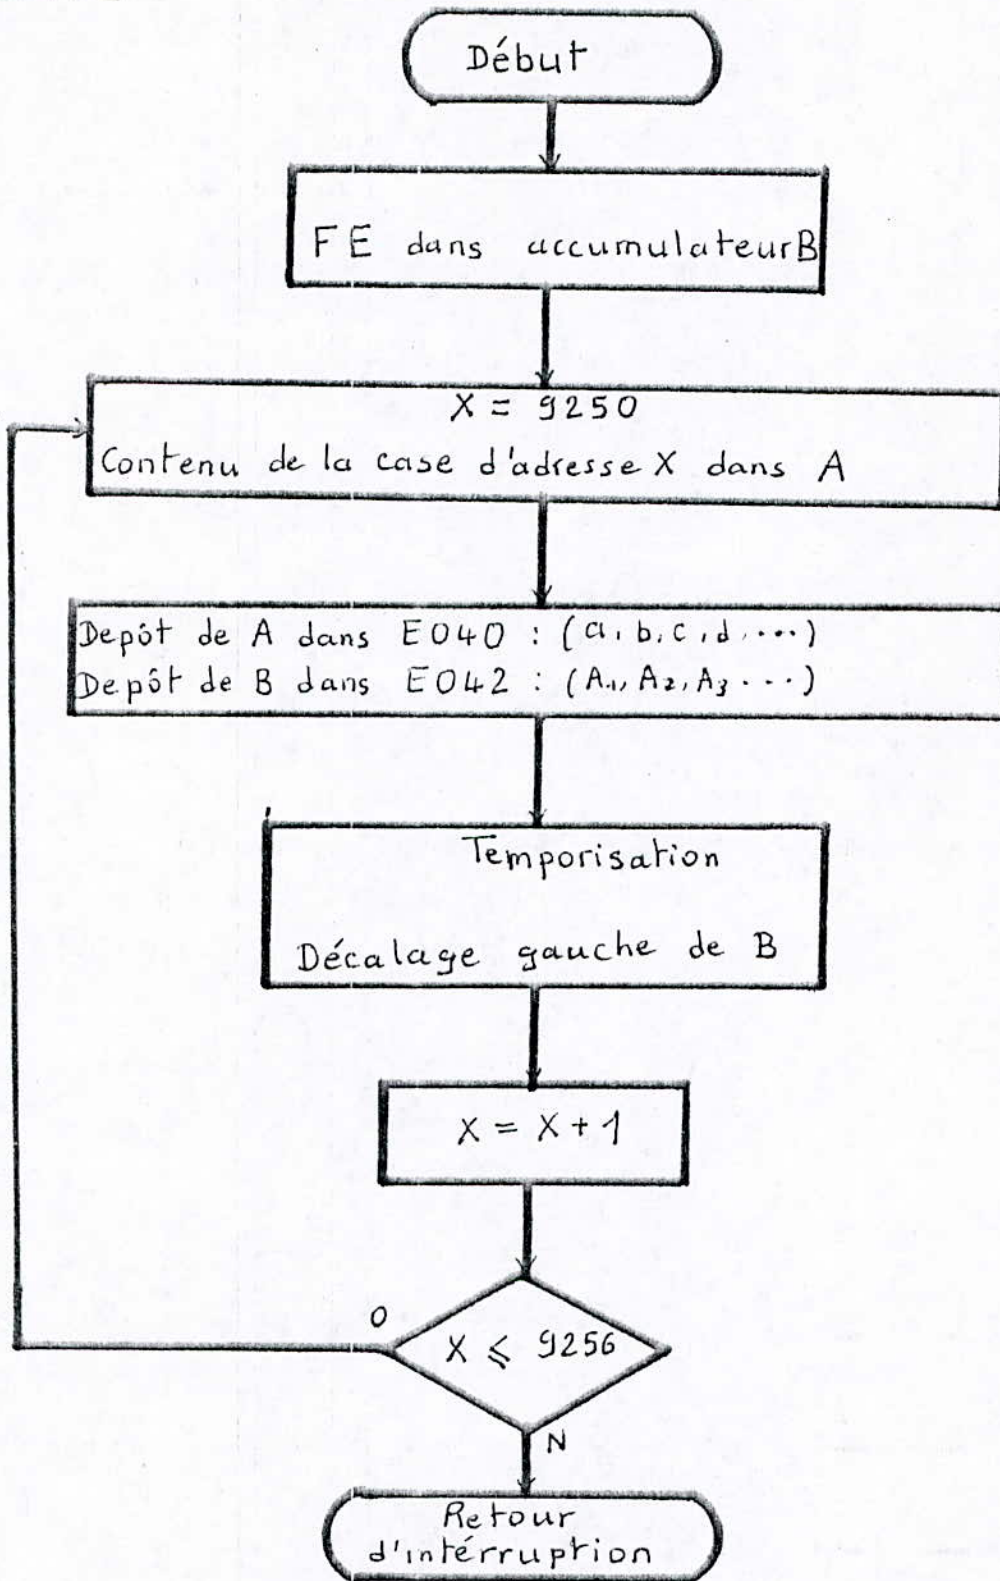 Début
FE dans accumulateur B
X = 9250
Contenu de la case d'adresse X dans A
Depôt de A dans E040 : (a, b, c, d, ...)
Depôt de B dans E042 : (A1, A2, A3 ...)
Temporisation
Décalage gauche de B
X = X + 1
O
X ⩽ 9256
N
Retour
d'intérruption